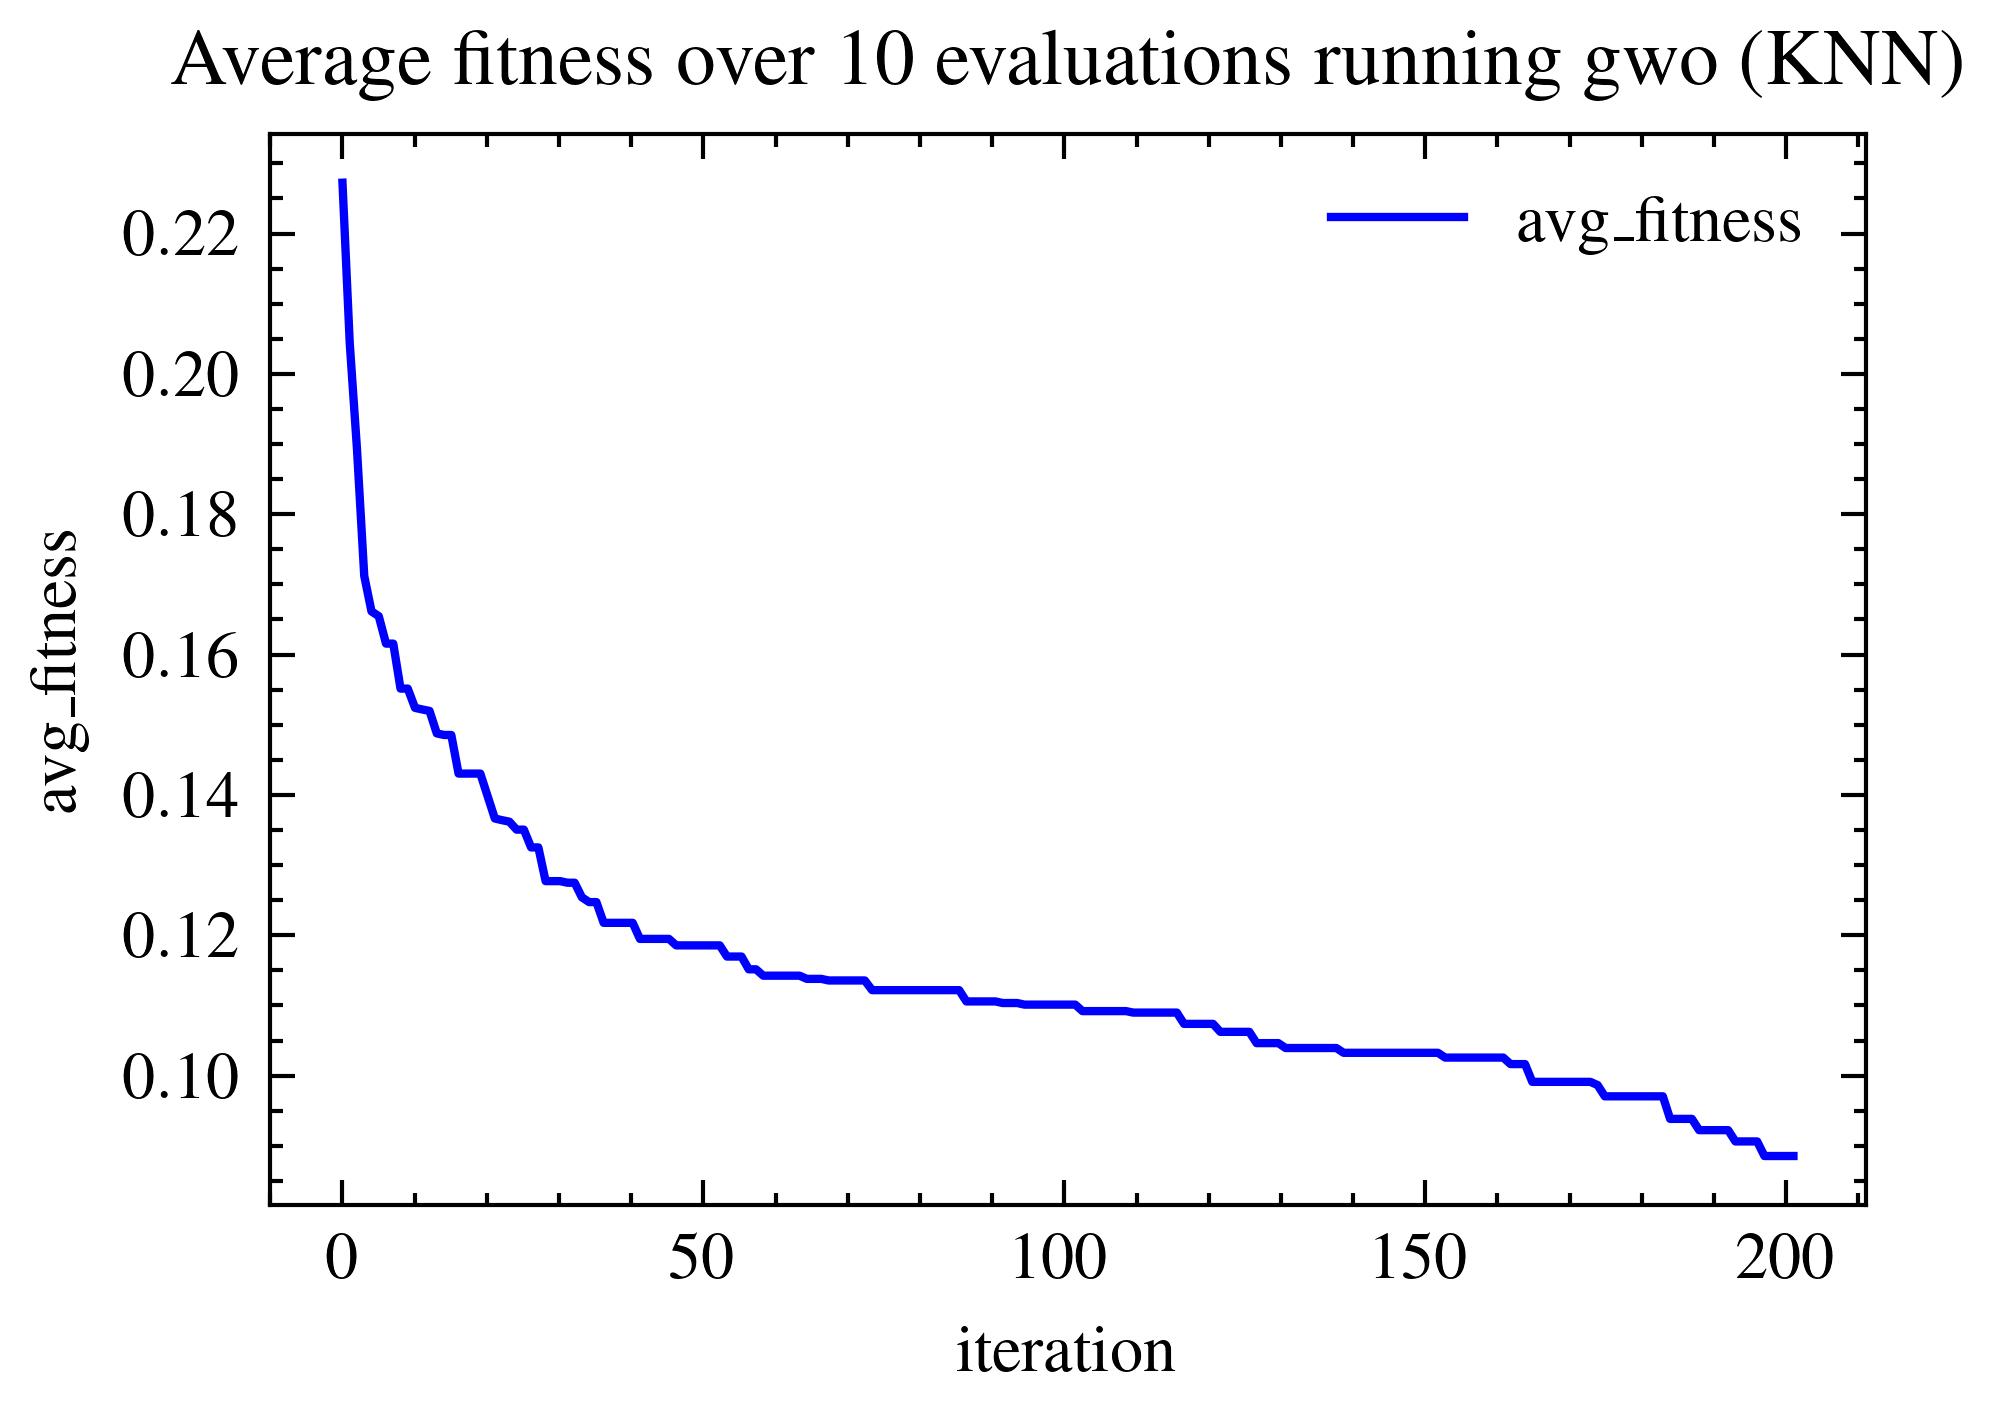 Average fitness over 10 evaluations running gwo (KNN)
avg_fitness
0.22
0.20
0.18
0.16
0.14
0.12
0.10
avg_fitness
0 50 100 150 200
iteration